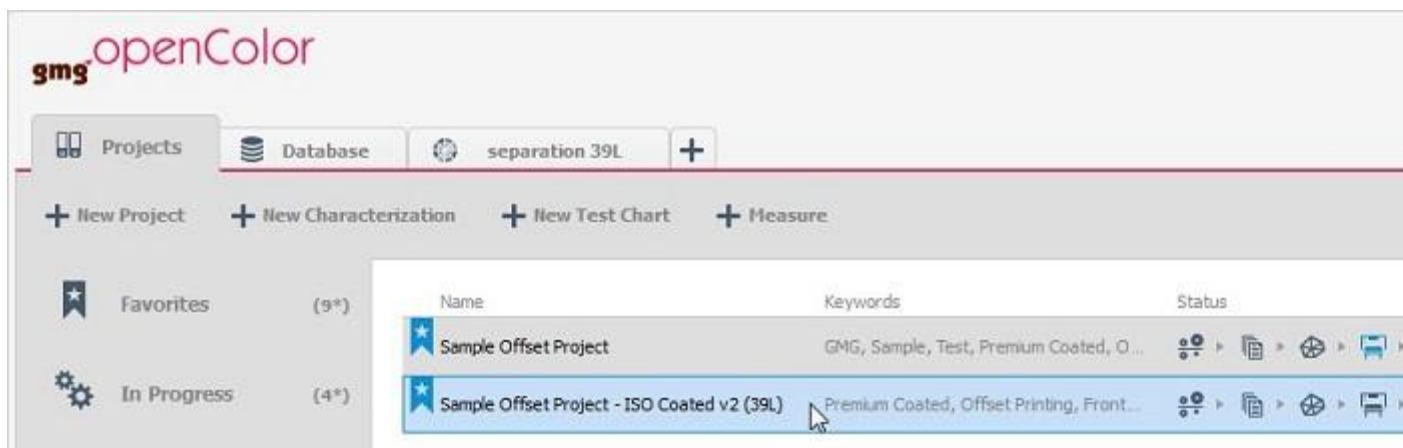 gmg openColor
Projects Database separation 39L
New Project New Characterization New Test Chart Measure
Favorites (9*)
In Progress (4*)
Name Keywords Status
Sample Offset Project GMG, Sample, Test, Premium Coated, O...
Sample Offset Project - ISO Coated v2 (39L) Premium Coated, Offset Printing, Front...